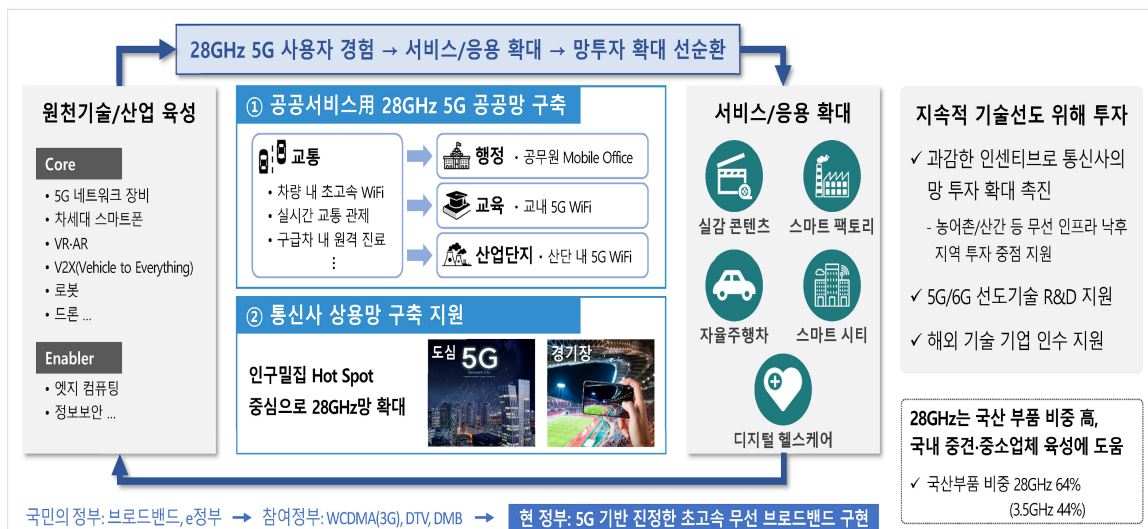 28GHz 5G 사용자 경험 → 서비스/응용 확대 → 망투자 확대 선순환
원천기술/산업 육성
Core
• 5G 네트워크 장비
• 차세대 스마트폰
• VR·AR
• V2X(Vehicle to Everything)
• 로봇
• 드론 ...
Enabler
• 엣지 컴퓨팅
• 정보보안 ...
① 공공서비스用 28GHz 5G 공공망 구축
교통
• 차량 내 초고속 WiFi
• 실시간 교통 관제
• 구급차 내 원격 진료
⋮
행정 • 공무원 Mobile Office
교육 • 교내 5G WiFi
산업단지 • 산단 내 5G WiFi
② 통신사 상용망 구축 지원
인구밀집 Hot Spot
중심으로 28GHz망 확대
도심 5G
경기장
서비스/응용 확대
실감 콘텐츠
스마트 팩토리
자율주행차
스마트 시티
디지털 헬스케어
지속적 기술선도 위해 투자
✓ 과감한 인센티브로 통신사의
망 투자 확대 촉진
- 농어촌/산간 등 무선 인프라 낙후
지역 투자 중점 지원
✓ 5G/6G 선도기술 R&D 지원
✓ 해외 기술 기업 인수 지원
28GHz는 국산 부품 비중 高,
국내 중견·중소업체 육성에 도움
✓ 국산부품 비중 28GHz 64%
(3.5GHz 44%)
국민의 정부: 브로드밴드, e정부 → 참여정부: WCDMA(3G), DTV, DMB → 현 정부: 5G 기반 진정한 초고속 무선 브로드밴드 구현